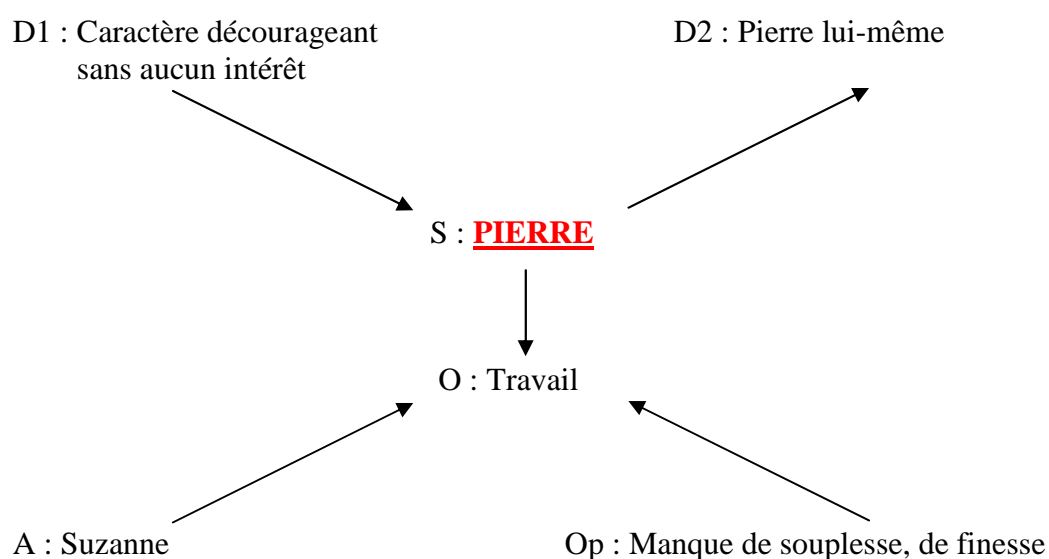 D1 : Caractère décourageant
sans aucun intérêt
D2 : Pierre lui-même
S : PIERRE
O : Travail
A : Suzanne
Op : Manque de souplesse, de finesse